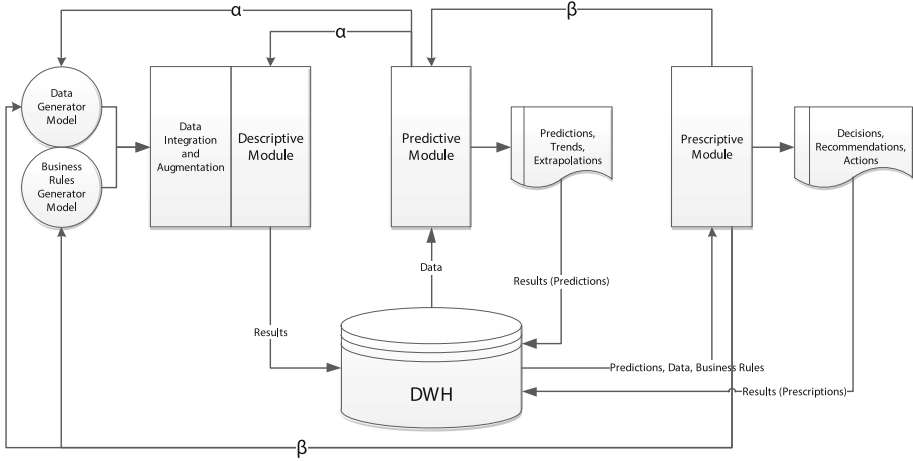 α
α
β
Data
Generator
Model
Business
Rules
Generator
Model
Data
Integration
and
Augmentation
Descriptive
Module
Predictive
Module
Predictions,
Trends,
Extrapolations
Prescriptive
Module
Decisions,
Recommendations,
Actions
Data
Results (Predictions)
Results
DWH
Predictions, Data, Business Rules
Results (Prescriptions)
β